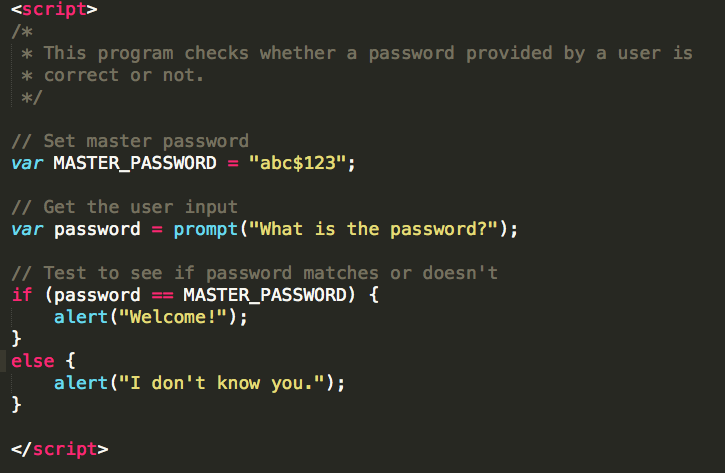 <script>
/*
 * This program checks whether a password provided by a user is
 * correct or not.
 */

// Set master password
var MASTER_PASSWORD = "abc$123";

// Get the user input
var password = prompt("What is the password?");

// Test to see if password matches or doesn't
if (password == MASTER_PASSWORD) {
    alert("Welcome!");
}
else {
    alert("I don't know you.");
}

</script>